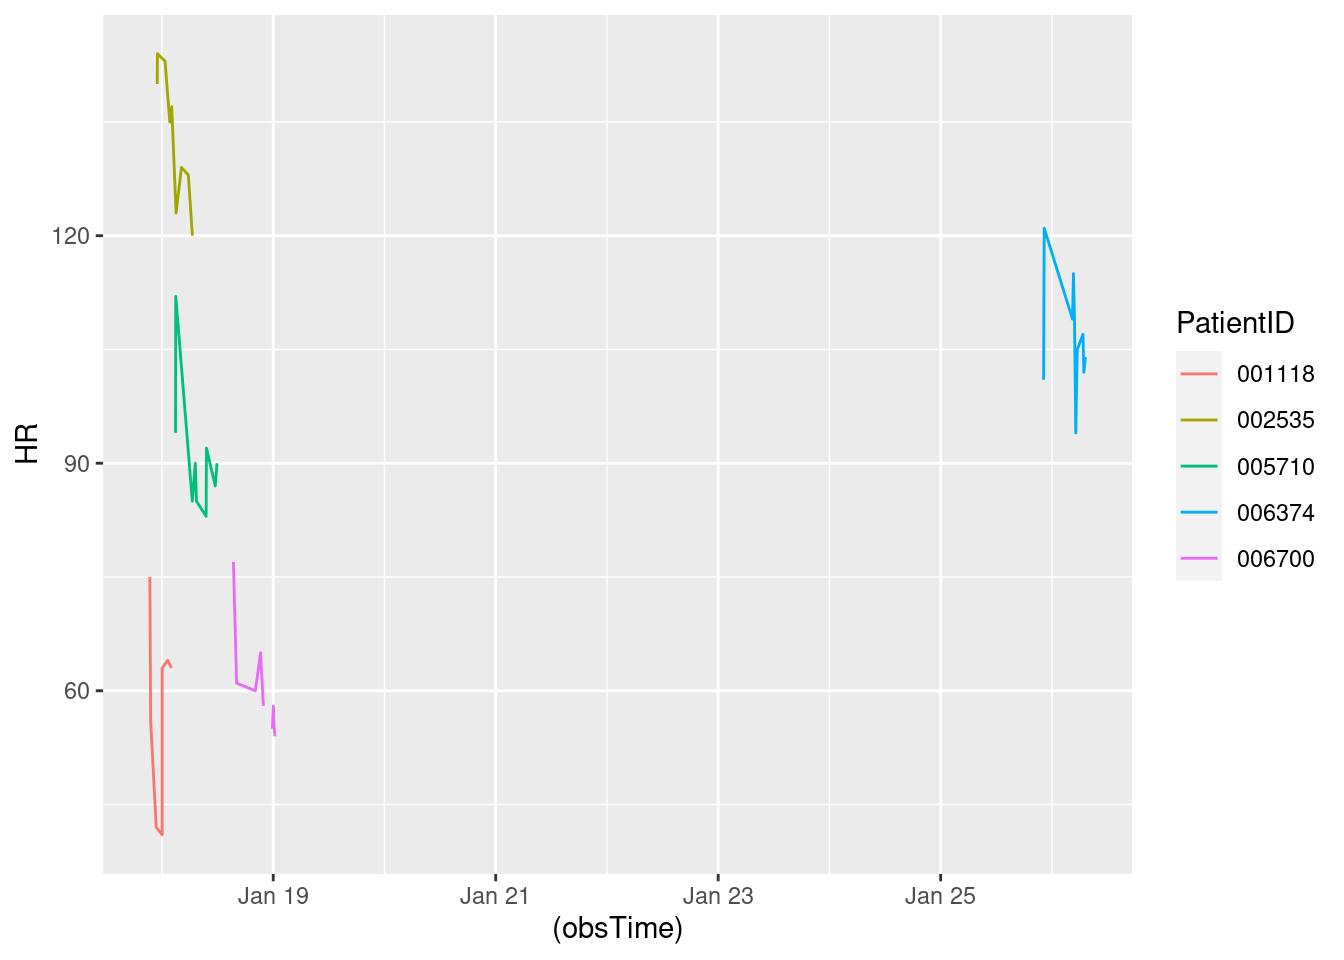 HR
120
90
60
Jan 19
Jan 21
Jan 23
Jan 25
(obsTime)
PatientID
001118
002535
005710
006374
006700